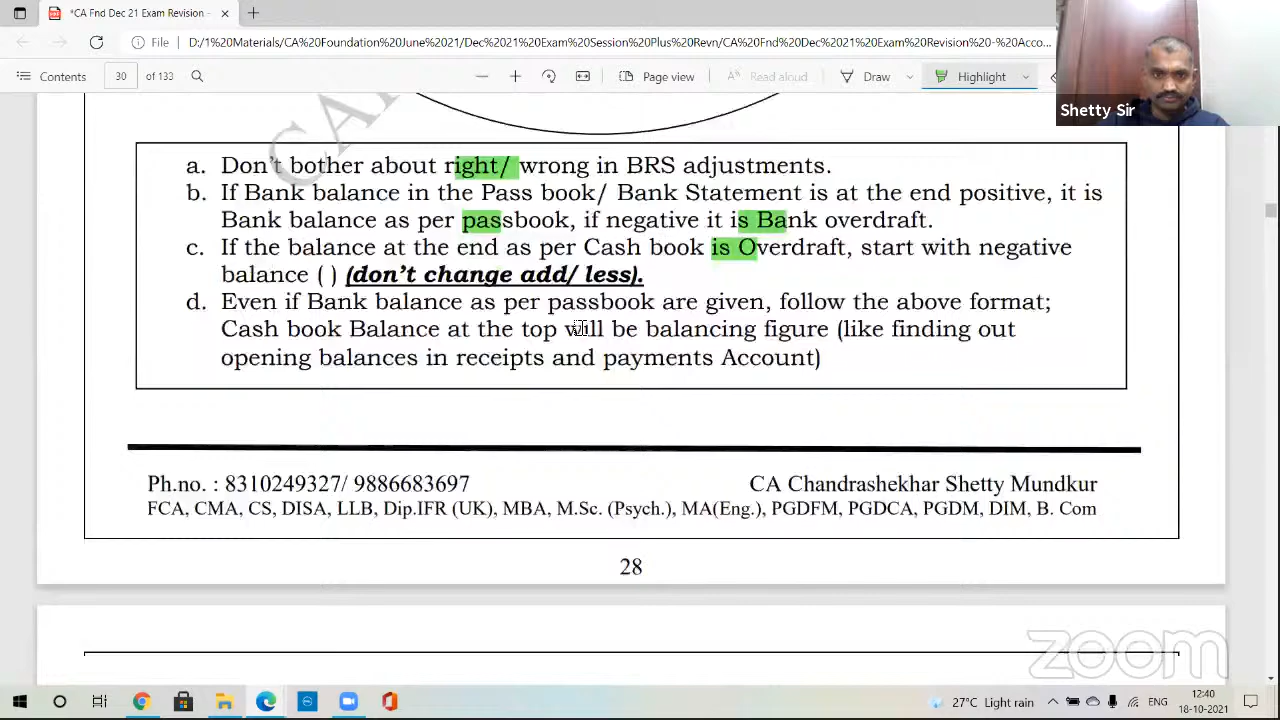 *CA Fnd Dec 21 Exam Revision -
File
D:/1%20Materials/CA%20Foundation%20June%2021/Dec%2021%20Exam%20Session%20Plus%20Revn/CA%20Fnd%20Dec%2021%20Exam%20Revision%20-%20Acco...
Contents
30
of 133
Page view
Read aloud
Draw
Highlight
Shetty Sir
a. Don't bother about right/ wrong in BRS adjustments.
b. If Bank balance in the Pass book/ Bank Statement is at the end positive, it is
Bank balance as per passbook, if negative it is Bank overdraft.
c. If the balance at the end as per Cash book is Overdraft, start with negative
balance ( ) (don't change add/ less).
d. Even if Bank balance as per passbook are given, follow the above format;
Cash book Balance at the top will be balancing figure (like finding out
opening balances in receipts and payments Account)
Ph.no. : 8310249327/ 9886683697
CA Chandrashekhar Shetty Mundkur
FCA, CMA, CS, DISA, LLB, Dip.IFR (UK), MBA, M.Sc. (Psych.), MA(Eng.), PGDFM, PGDCA, PGDM, DIM, B. Com
28
zoom
27°C Light rain
ENG
12:40
18-10-2021